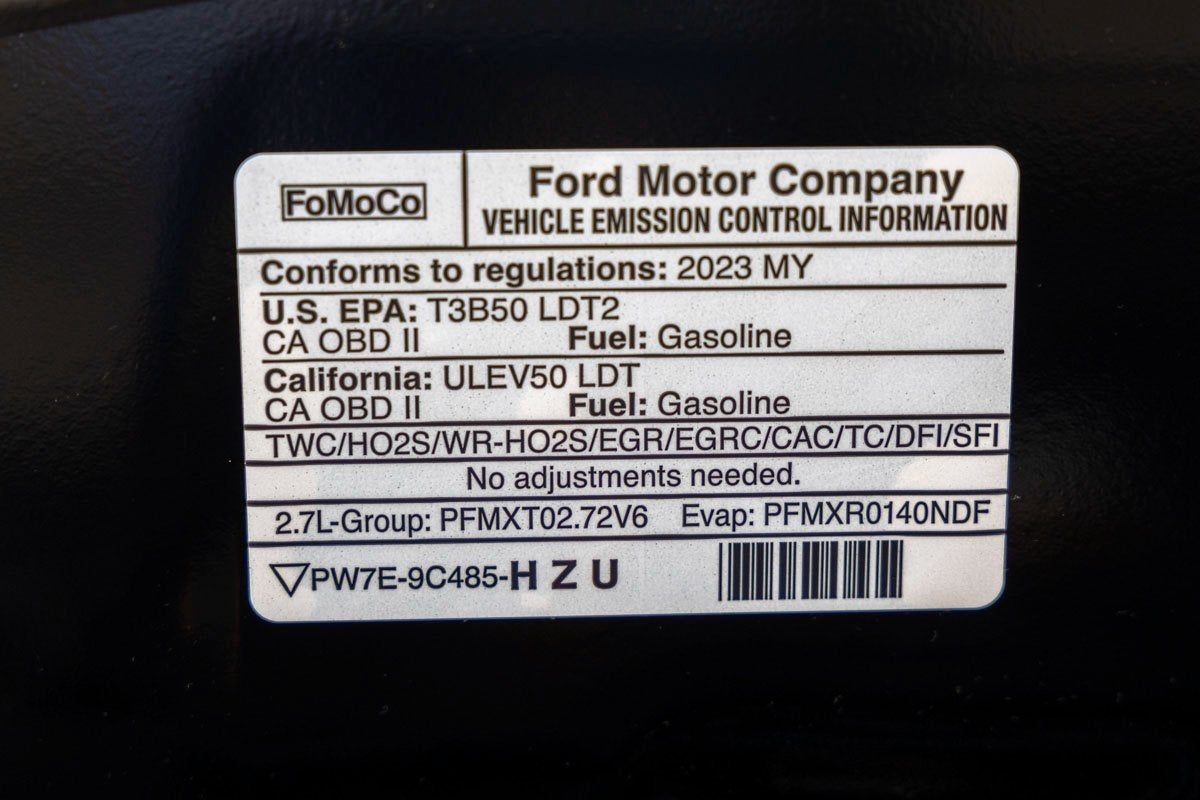 FoMoCo
Ford Motor Company
VEHICLE EMISSION CONTROL INFORMATION
Conforms to regulations: 2023 MY
U.S. EPA: T3B50 LDT2
CA OBD II Fuel: Gasoline
California: ULEV50 LDT
CA OBD II Fuel: Gasoline
TWC/HO2S/WR-HO2S/EGR/EGRC/CAC/TC/DFI/SFI
No adjustments needed.
2.7L-Group: PFMXT02.72V6 Evap: PFMXR0140NDF
PW7E-9C485-H Z U